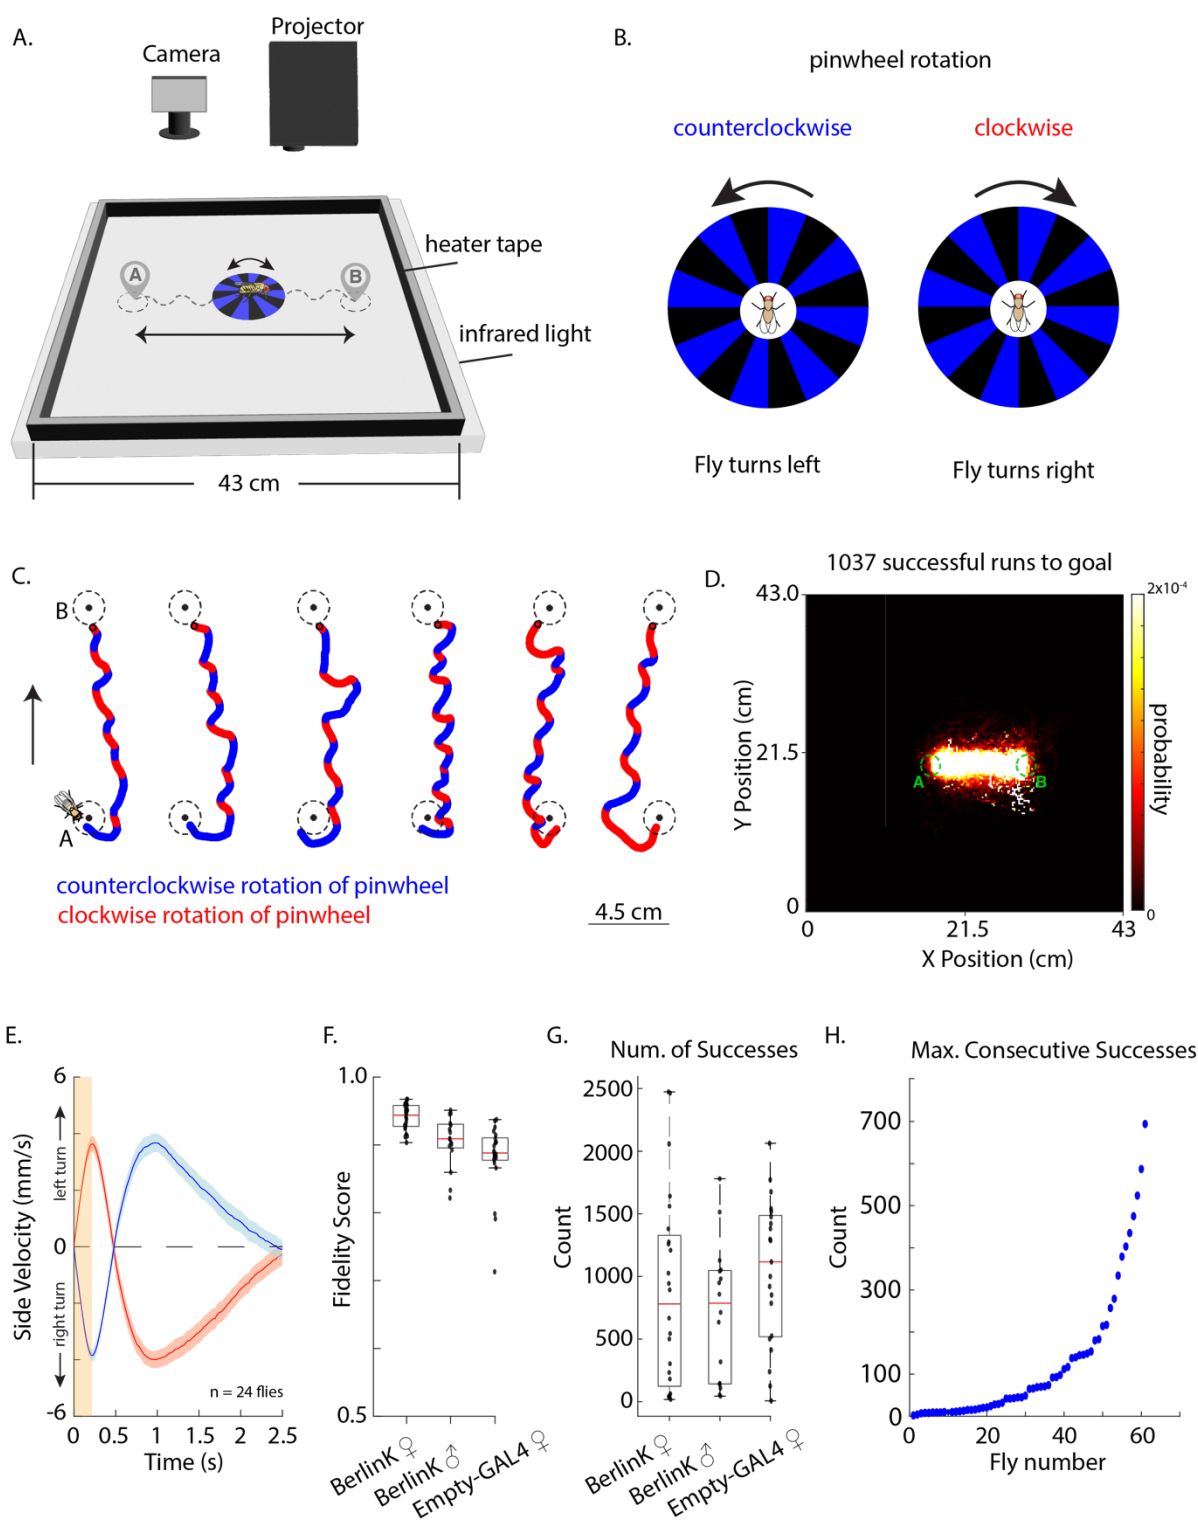 A.
Camera
Projector
heater tape
infrared light
A
B
43 cm
B.
pinwheel rotation
counterclockwise
clockwise
Fly turns left
Fly turns right
C.
B
A
counterclockwise rotation of pinwheel
clockwise rotation of pinwheel
4.5 cm
1037 successful runs to goal
D.
Y Position (cm)
43.0
21.5
0
0
21.5
43
X Position (cm)
A
B
2x10⁻⁴
probability
0
E.
Side Velocity (mm/s)
left turn
right turn
6
0
-6
n = 24 flies
0
0.5
1
1.5
2
2.5
Time (s)
F.
Fidelity Score
1.0
0.5
BerlinK ♀
BerlinK ♂
Empty-GAL4 ♀
G.
Num. of Successes
Count
2500
2000
1500
1000
500
0
BerlinK ♀
BerlinK ♂
Empty-GAL4 ♀
H.
Max. Consecutive Successes
Count
700
500
300
100
0
0
20
40
60
Fly number